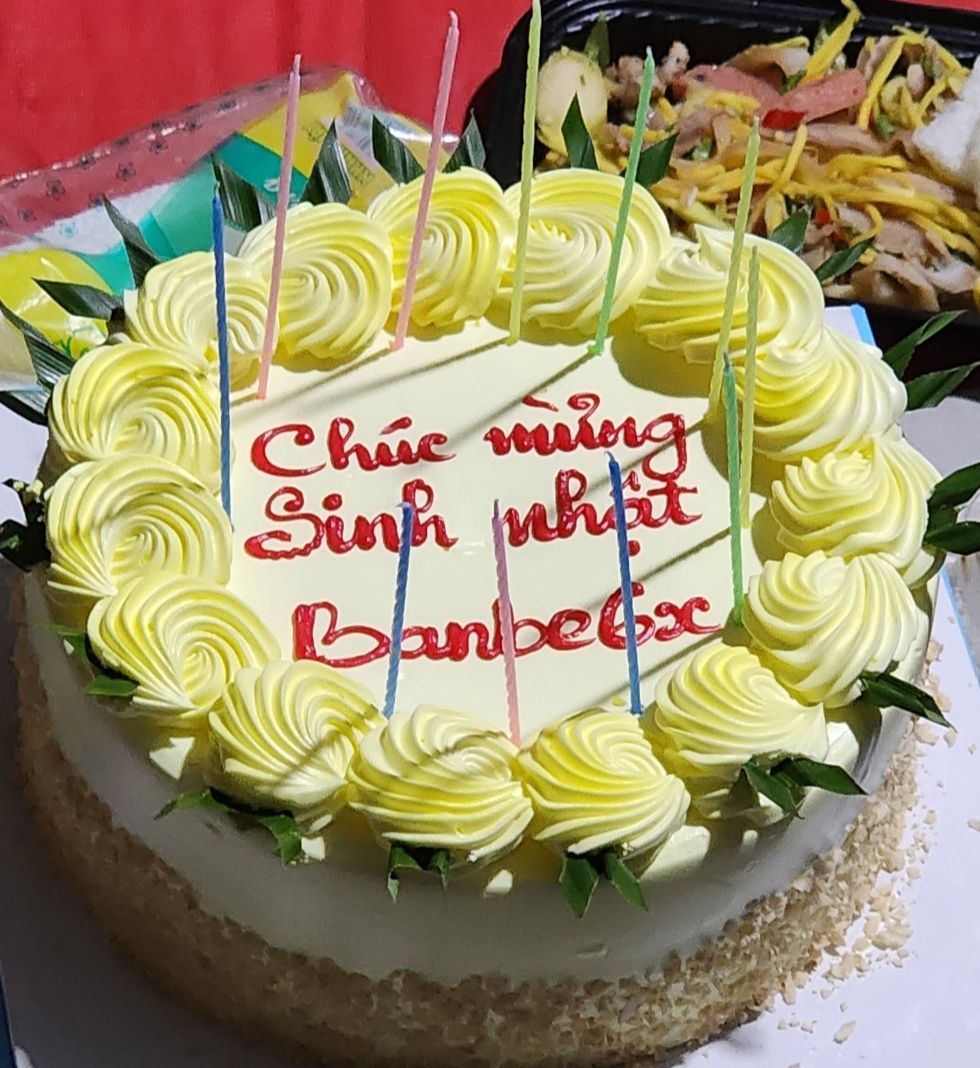 Chúc mừng
Sinh nhật
Banbe6x